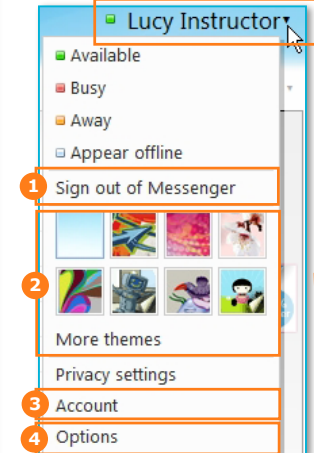 Lucy Instructor
Available
Busy
Away
Appear offline
1 Sign out of Messenger
2
More themes
Privacy settings
3 Account
4 Options